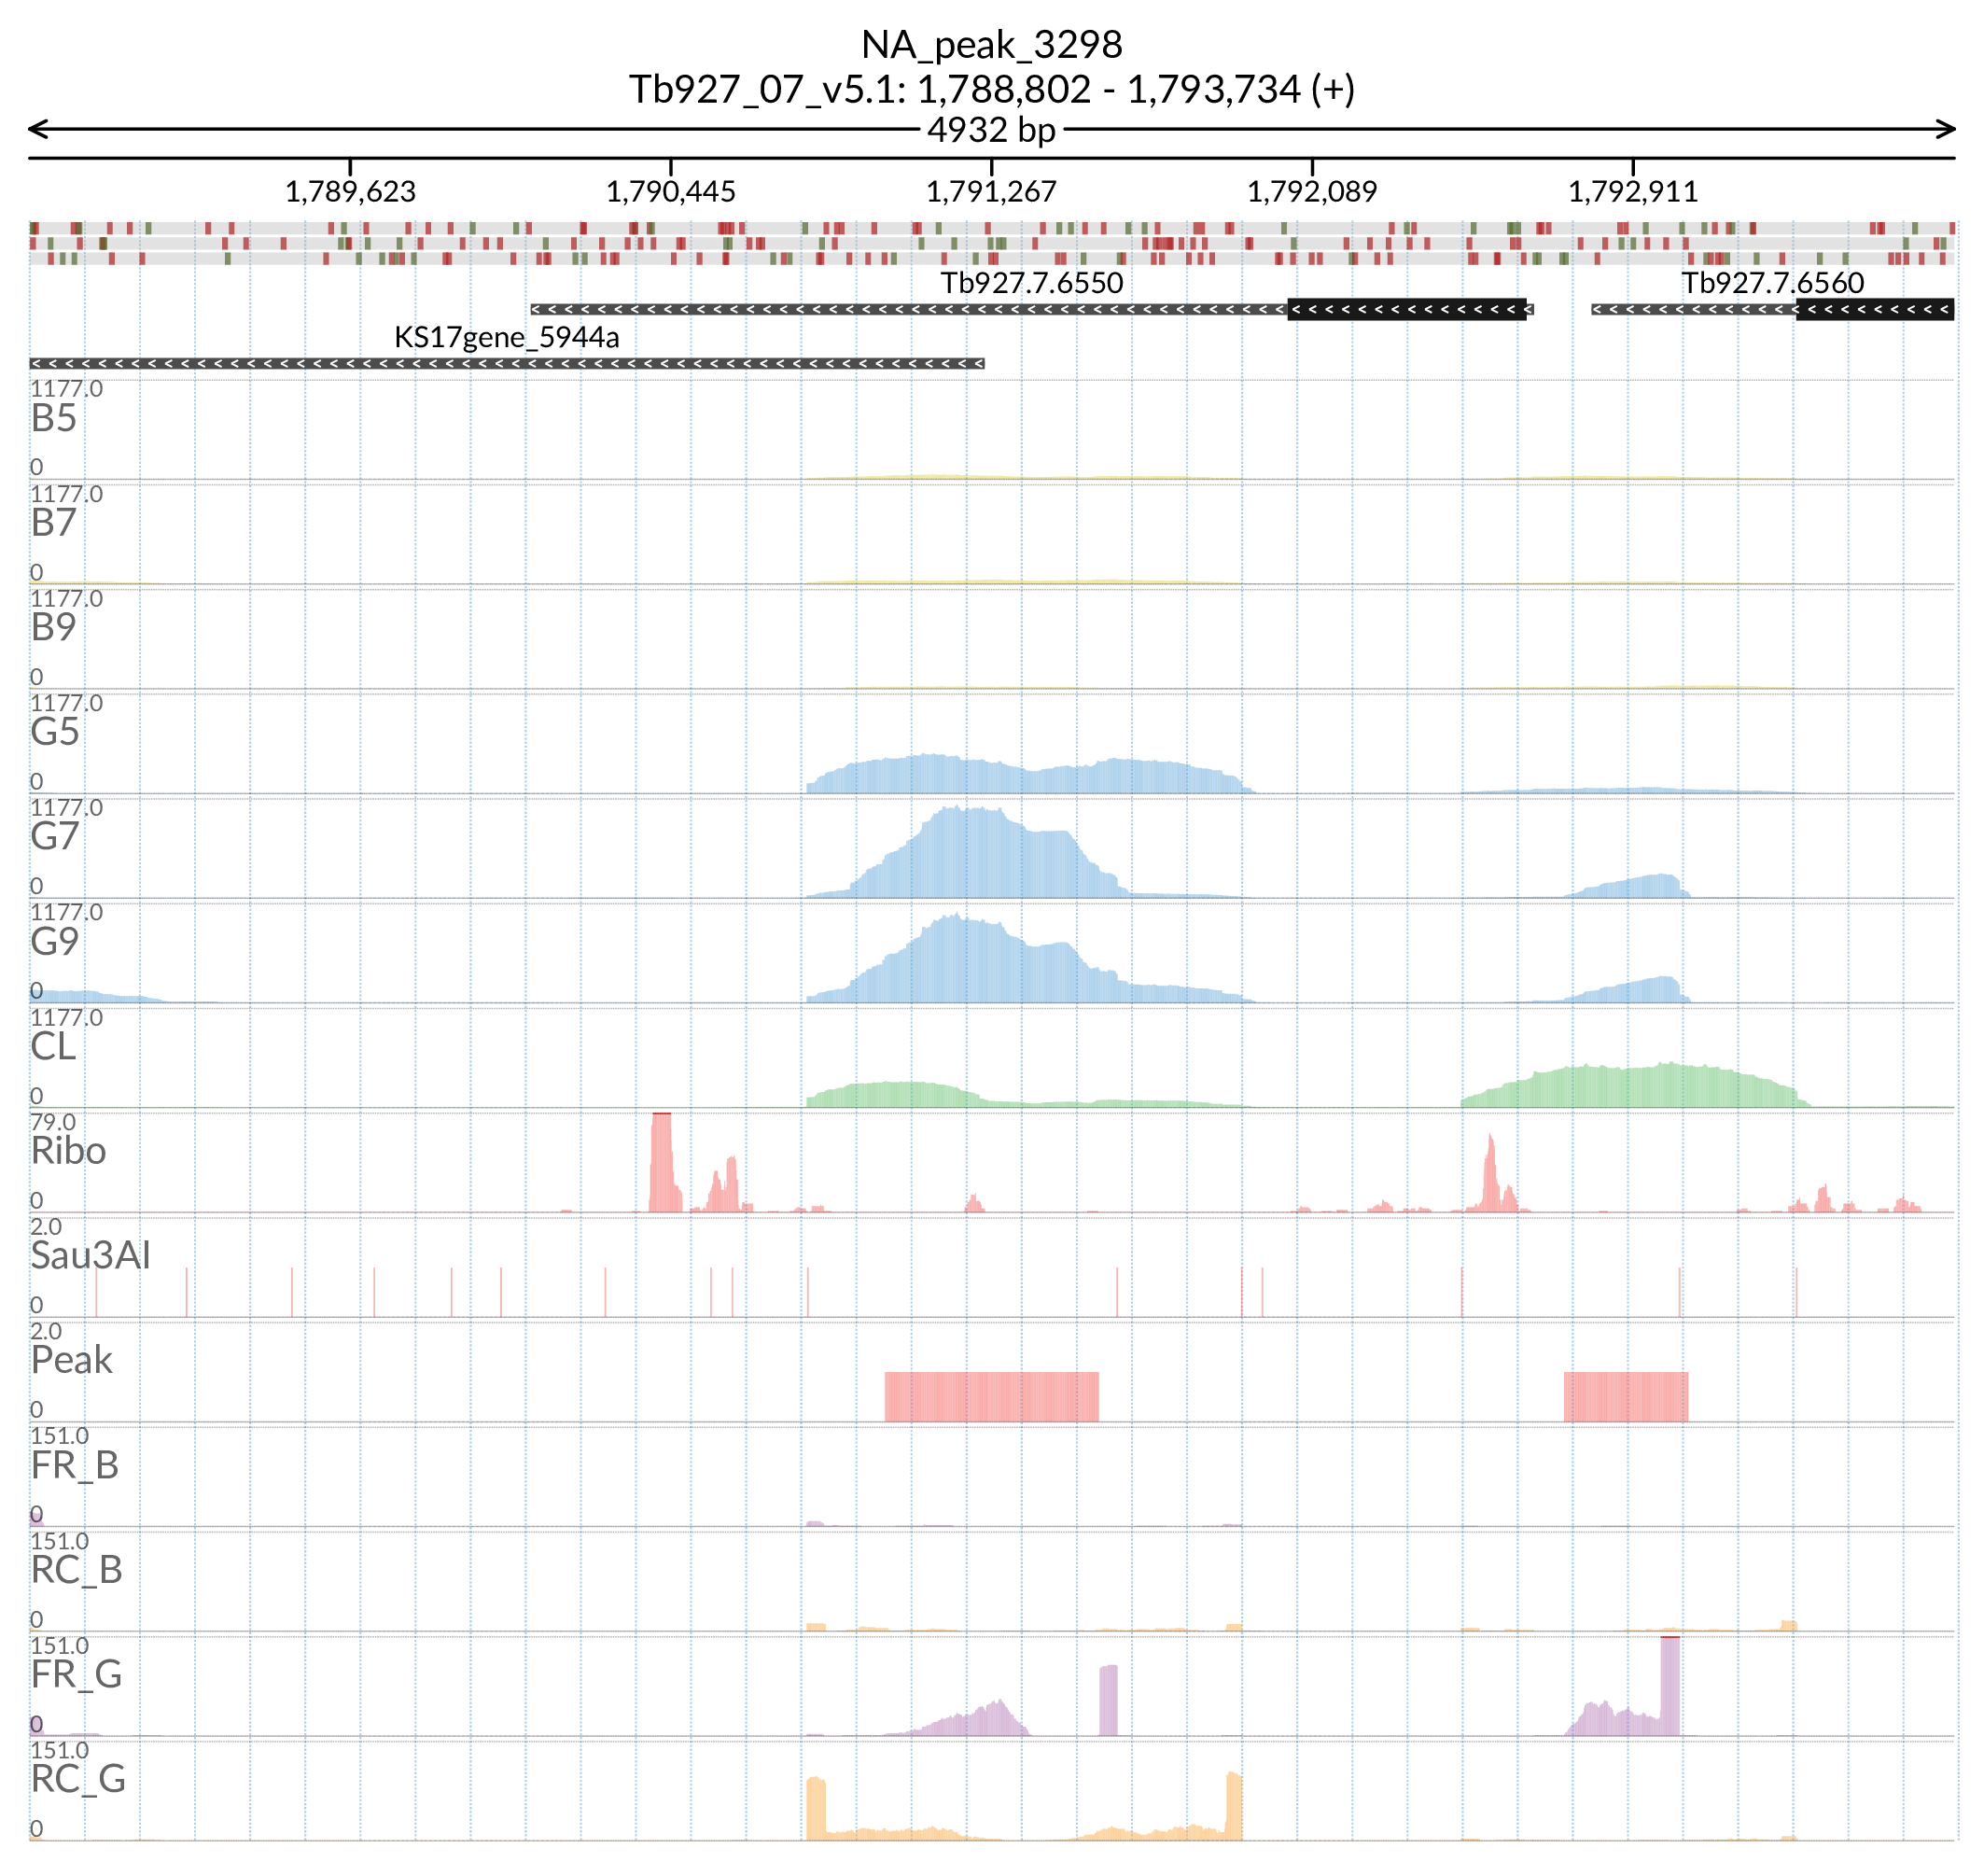 NA_peak_3298
Tb927_07_v5.1: 1,788,802 - 1,793,734 (+)
4932 bp
1,789,623 1,790,445 1,791,267 1,792,089 1,792,911
Tb927.7.6550 Tb927.7.6560
KS17gene_5944a
1177.0
B5
0
1177.0
B7
0
1177.0
B9
0
1177.0
G5
0
1177.0
G7
0
1177.0
G9
0
1177.0
CL
0
79.0
Ribo
0
2.0
Sau3AI
0
2.0
Peak
0
151.0
FR_B
0
151.0
RC_B
0
151.0
FR_G
0
151.0
RC_G
0